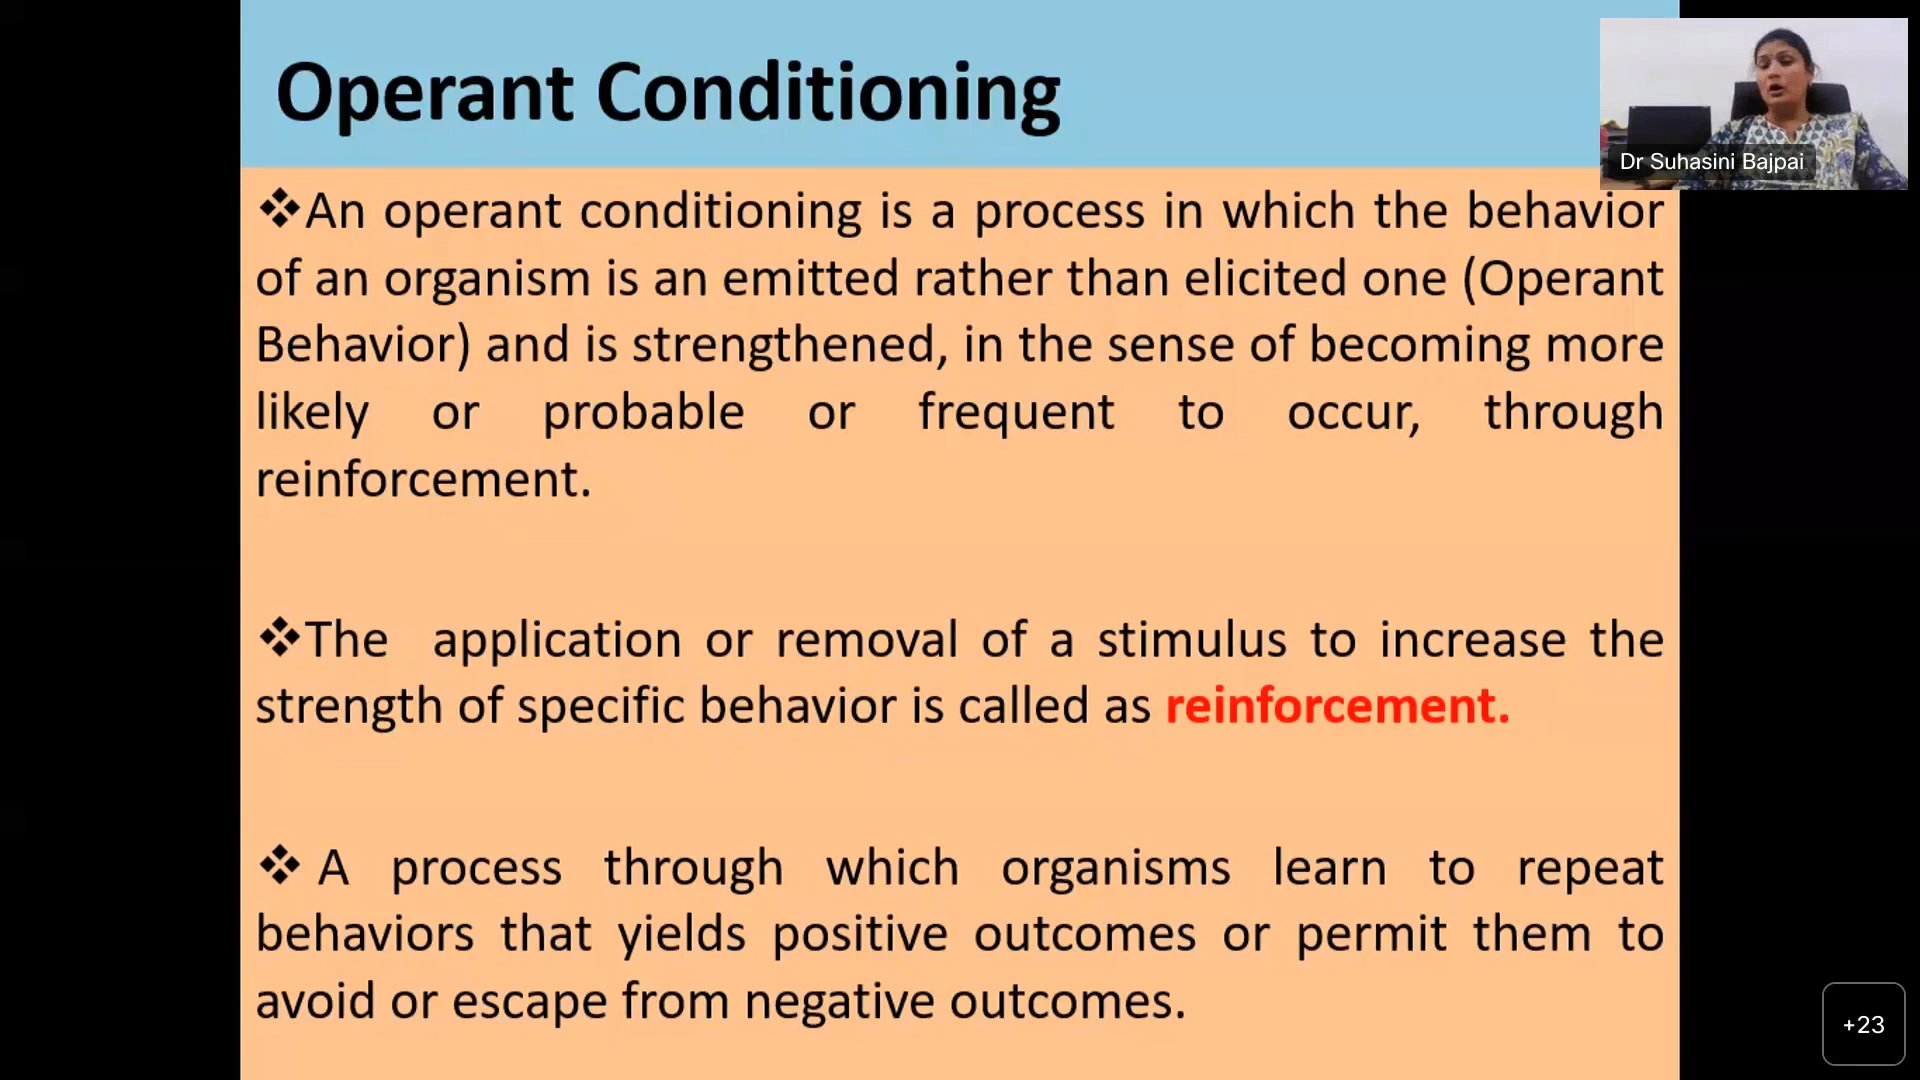 Operant Conditioning
Dr Suhasini Bajpai
❖An operant conditioning is a process in which the behavior
of an organism is an emitted rather than elicited one (Operant
Behavior) and is strengthened, in the sense of becoming more
likely or probable or frequent to occur, through
reinforcement.
❖The application or removal of a stimulus to increase the
strength of specific behavior is called as reinforcement.
❖ A process through which organisms learn to repeat
behaviors that yields positive outcomes or permit them to
avoid or escape from negative outcomes.
+23